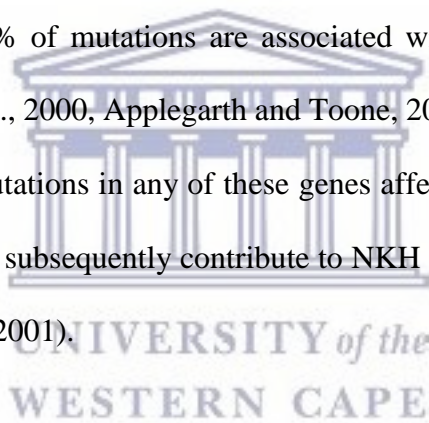 % of mutations are associated w
., 2000, Applegarth and Toone, 20
utations in any of these genes affe
subsequently contribute to NKH
2001).
UNIVERSITY of the
WESTERN CAPE